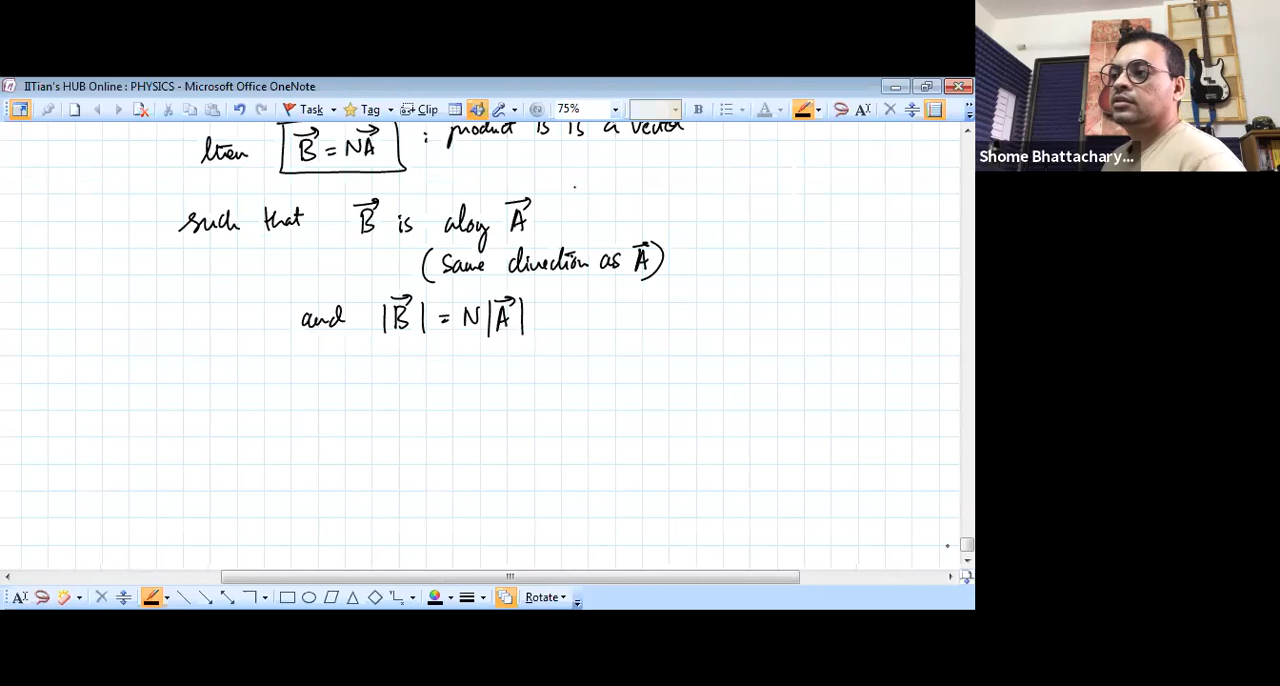 IITian's HUB Online : PHYSICS - Microsoft Office OneNote
Task Tag Clip 75% B A
then B⃗ = NA⃗ : product is is a vector
such that B⃗ is along A⃗
(same direction as A⃗)
and |B⃗| = N|A⃗|
Rotate
Shome Bhattachary...